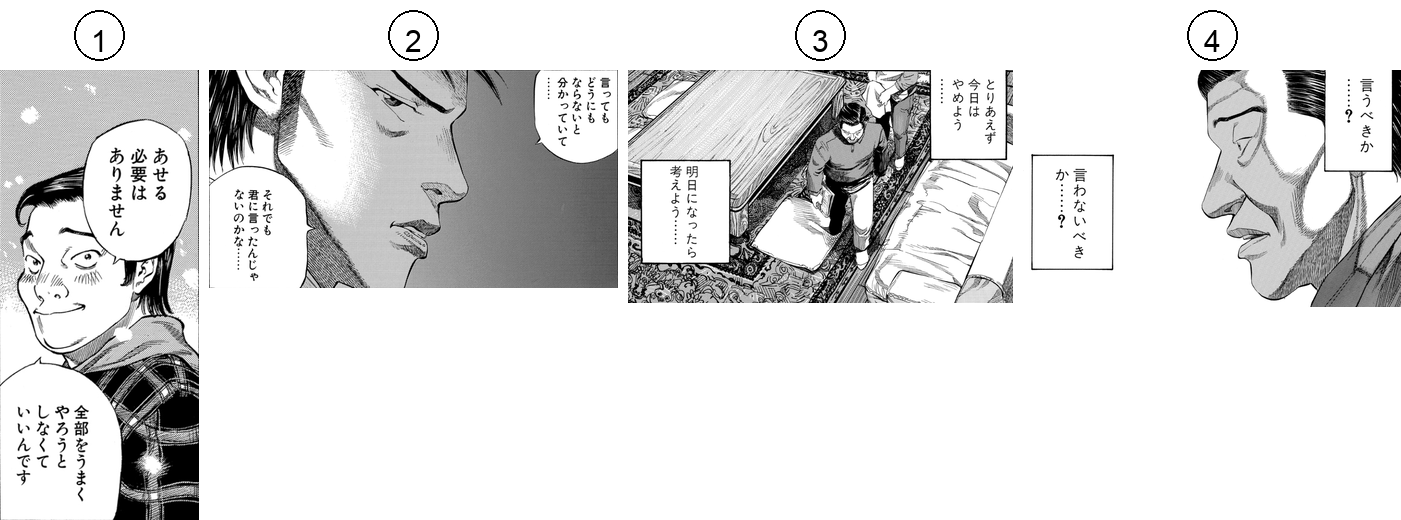 1
あせる
必要は
ありません
全部をうまく
やろうと
しなくて
いいんです
2
言っても
どうにも
ならないと
分かっていて
……
それでも
君に言ったんじゃ
ないのかな……
3
とりあえず
今日は
やめよう
……
明日になったら
考えよう……
4
言うべきか
……？
言わないべき
か……？